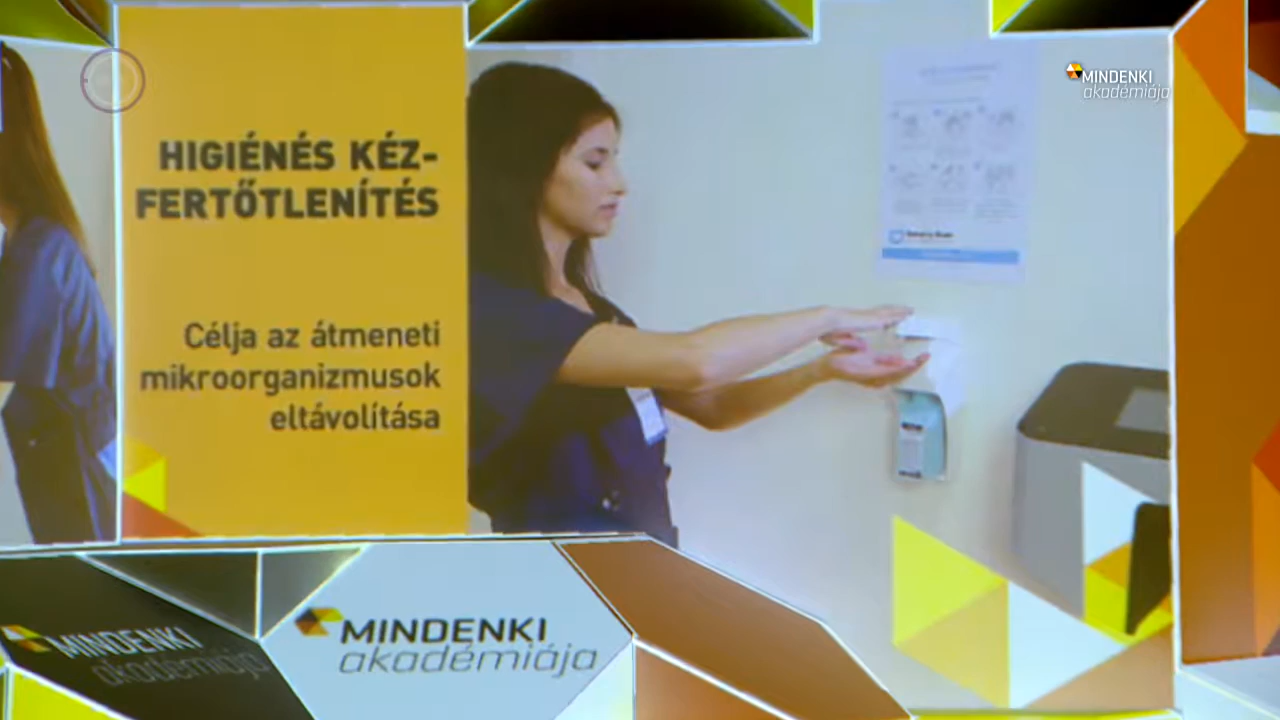 HIGIÉNÉS KÉZ-
FERTŐTLENÍTÉS
Célja az átmeneti
mikroorganizmusok
eltávolítása
MINDENKI
akadémiája
MINDENKI
akadémiája
MINDENKI
akadémiája